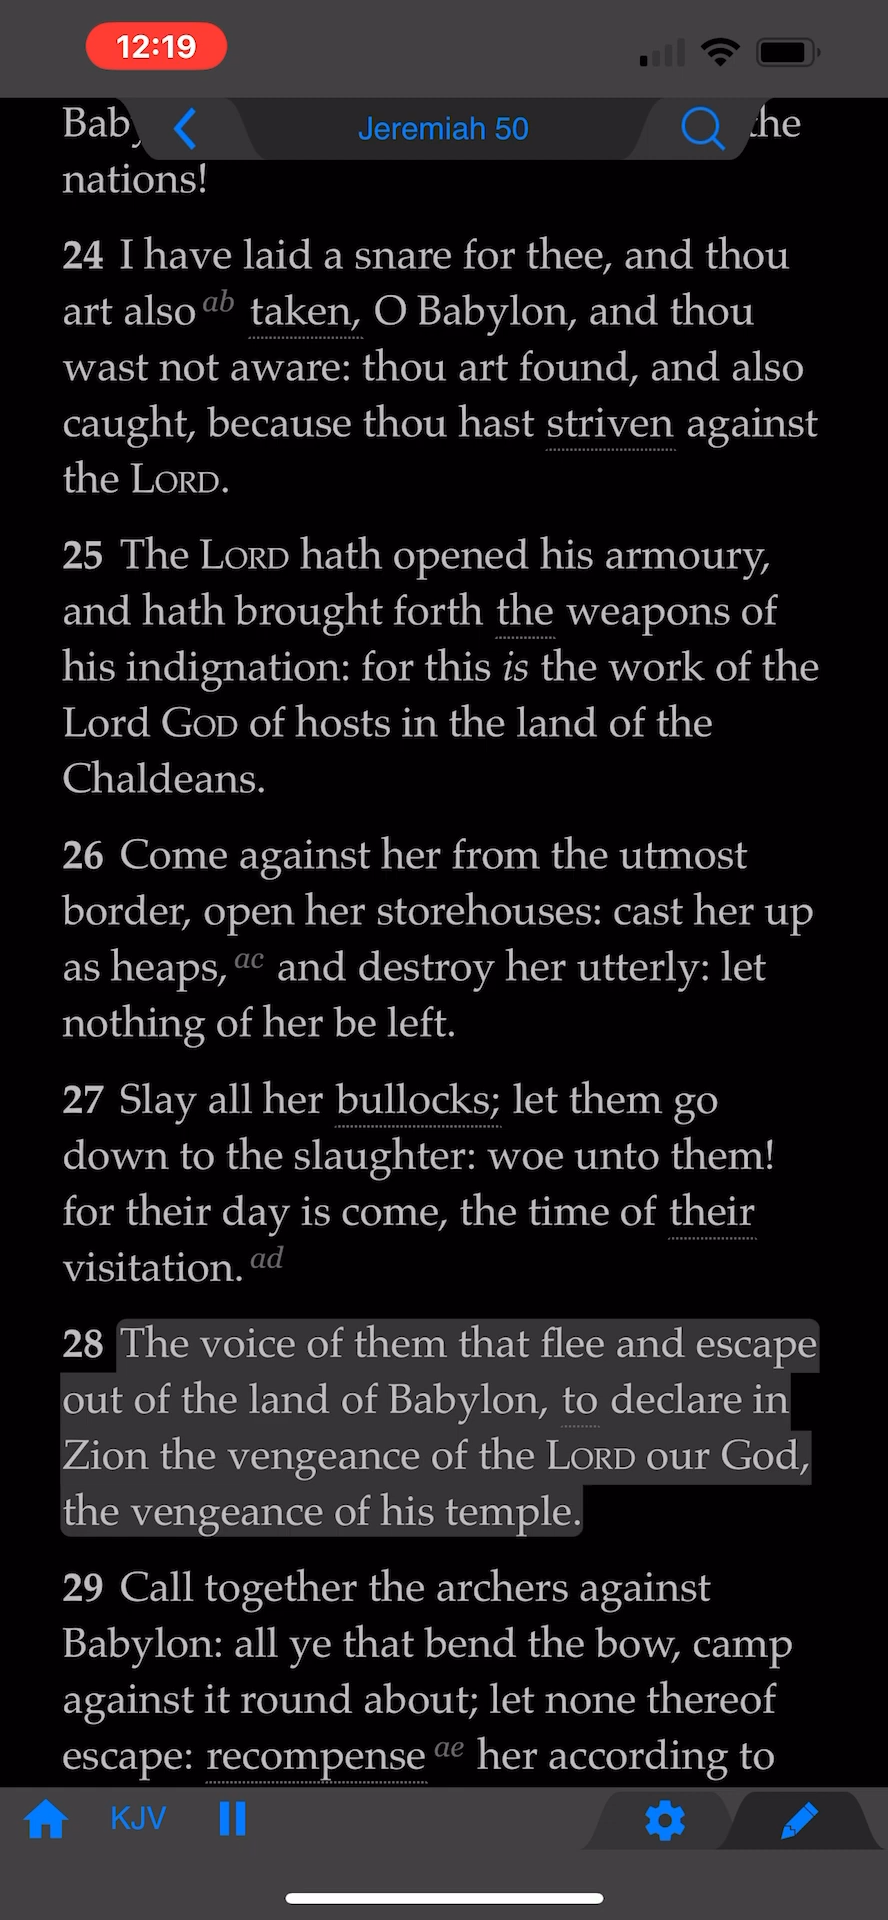 12:19
Jeremiah 50
Bab the
nations!
24 I have laid a snare for thee, and thou
art also ab taken, O Babylon, and thou
wast not aware: thou art found, and also
caught, because thou hast striven against
the LORD.
25 The LORD hath opened his armoury,
and hath brought forth the weapons of
his indignation: for this is the work of the
Lord GOD of hosts in the land of the
Chaldeans.
26 Come against her from the utmost
border, open her storehouses: cast her up
as heaps, ac and destroy her utterly: let
nothing of her be left.
27 Slay all her bullocks; let them go
down to the slaughter: woe unto them!
for their day is come, the time of their
visitation. ad
28 The voice of them that flee and escape
out of the land of Babylon, to declare in
Zion the vengeance of the LORD our God,
the vengeance of his temple.
29 Call together the archers against
Babylon: all ye that bend the bow, camp
against it round about; let none thereof
escape: recompense ae her according to
KJV